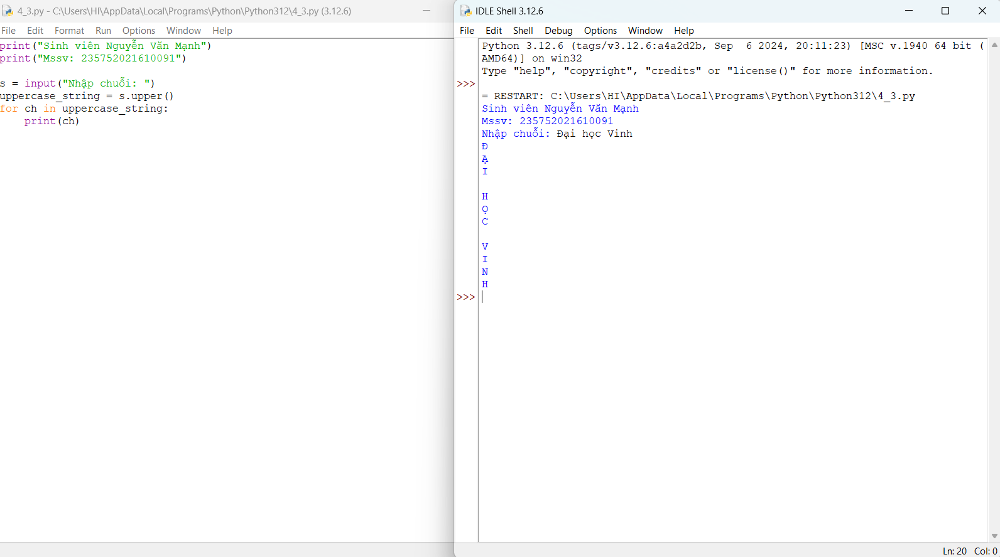 4_3.py - C:\Users\HI\AppData\Local\Programs\Python\Python312\4_3.py (3.12.6)
File Edit Format Run Options Window Help
print("Sinh viên Nguyễn Văn Mạnh")
print("Mssv: 235752021610091")
s = input("Nhập chuỗi: ")
uppercase_string = s.upper()
for ch in uppercase_string:
    print(ch)
IDLE Shell 3.12.6
File Edit Shell Debug Options Window Help
Python 3.12.6 (tags/v3.12.6:a4a2d2b, Sep  6 2024, 20:11:23) [MSC v.1940 64 bit (
AMD64)] on win32
Type "help", "copyright", "credits" or "license()" for more information.
>>>
= RESTART: C:\Users\HI\AppData\Local\Programs\Python\Python312\4_3.py
Sinh viên Nguyễn Văn Mạnh
Mssv: 235752021610091
Nhập chuỗi: Đại học Vinh
Đ
Ạ
I
H
Ọ
C
V
I
N
H
>>>
Ln: 20 Col: 0